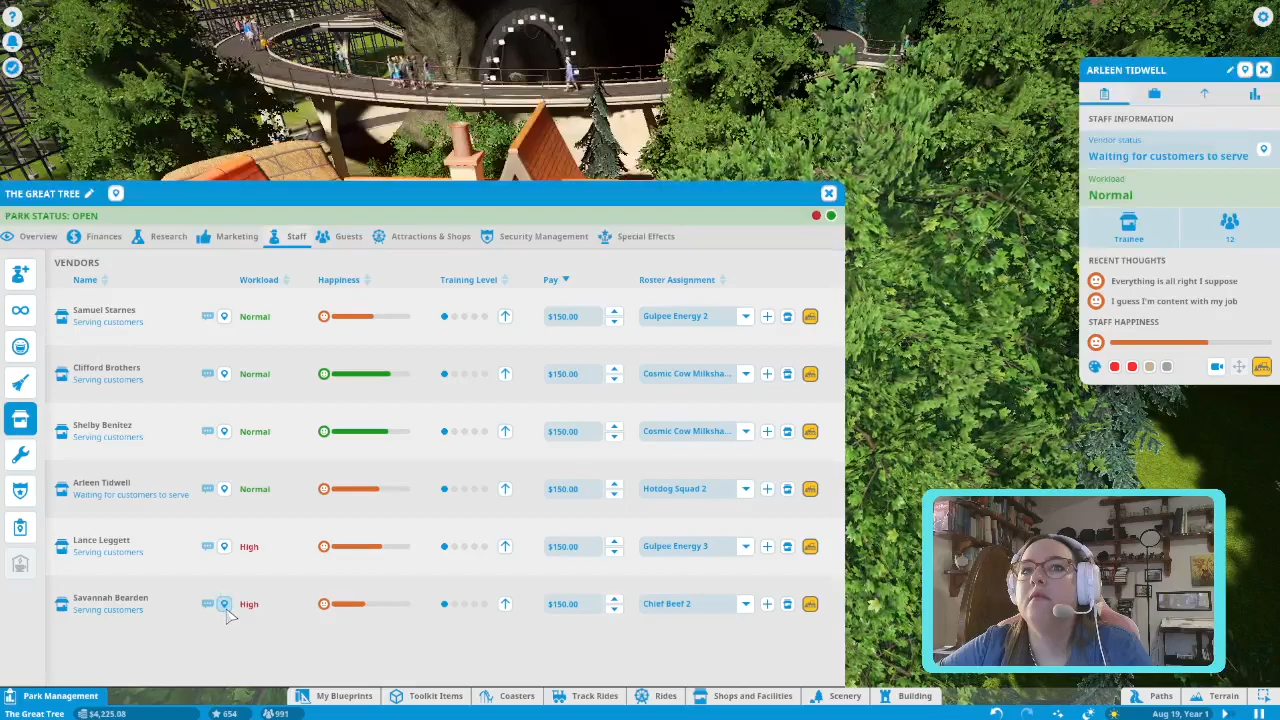 THE GREAT TREE
PARK STATUS: OPEN
Overview Finances Research Marketing Staff Guests Attractions & Shops Security Management Special Effects
VENDORS
Name Workload Happiness Training Level Pay Roster Assignment
Samuel Starnes
Serving customers
Normal $150.00 Gulpee Energy 2
Clifford Brothers
Serving customers
Normal $150.00 Cosmic Cow Milksha...
Shelby Benitez
Serving customers
Normal $150.00 Cosmic Cow Milksha...
Arleen Tidwell
Waiting for customers to serve
Normal $150.00 Hotdog Squad 2
Lance Leggett
Serving customers
High $150.00 Gulpee Energy 3
Savannah Bearden
Serving customers
High $150.00 Chief Beef 2
ARLEEN TIDWELL
STAFF INFORMATION
Vendor status
Waiting for customers to serve
Workload
Normal
Trainee 12
RECENT THOUGHTS
Everything is all right I suppose
I guess I'm content with my job
STAFF HAPPINESS
Park Management My Blueprints Toolkit Items Coasters Track Rides Rides Shops and Facilities Scenery Building Paths Terrain
The Great Tree $4,225.08 654 991 Aug 19, Year 1